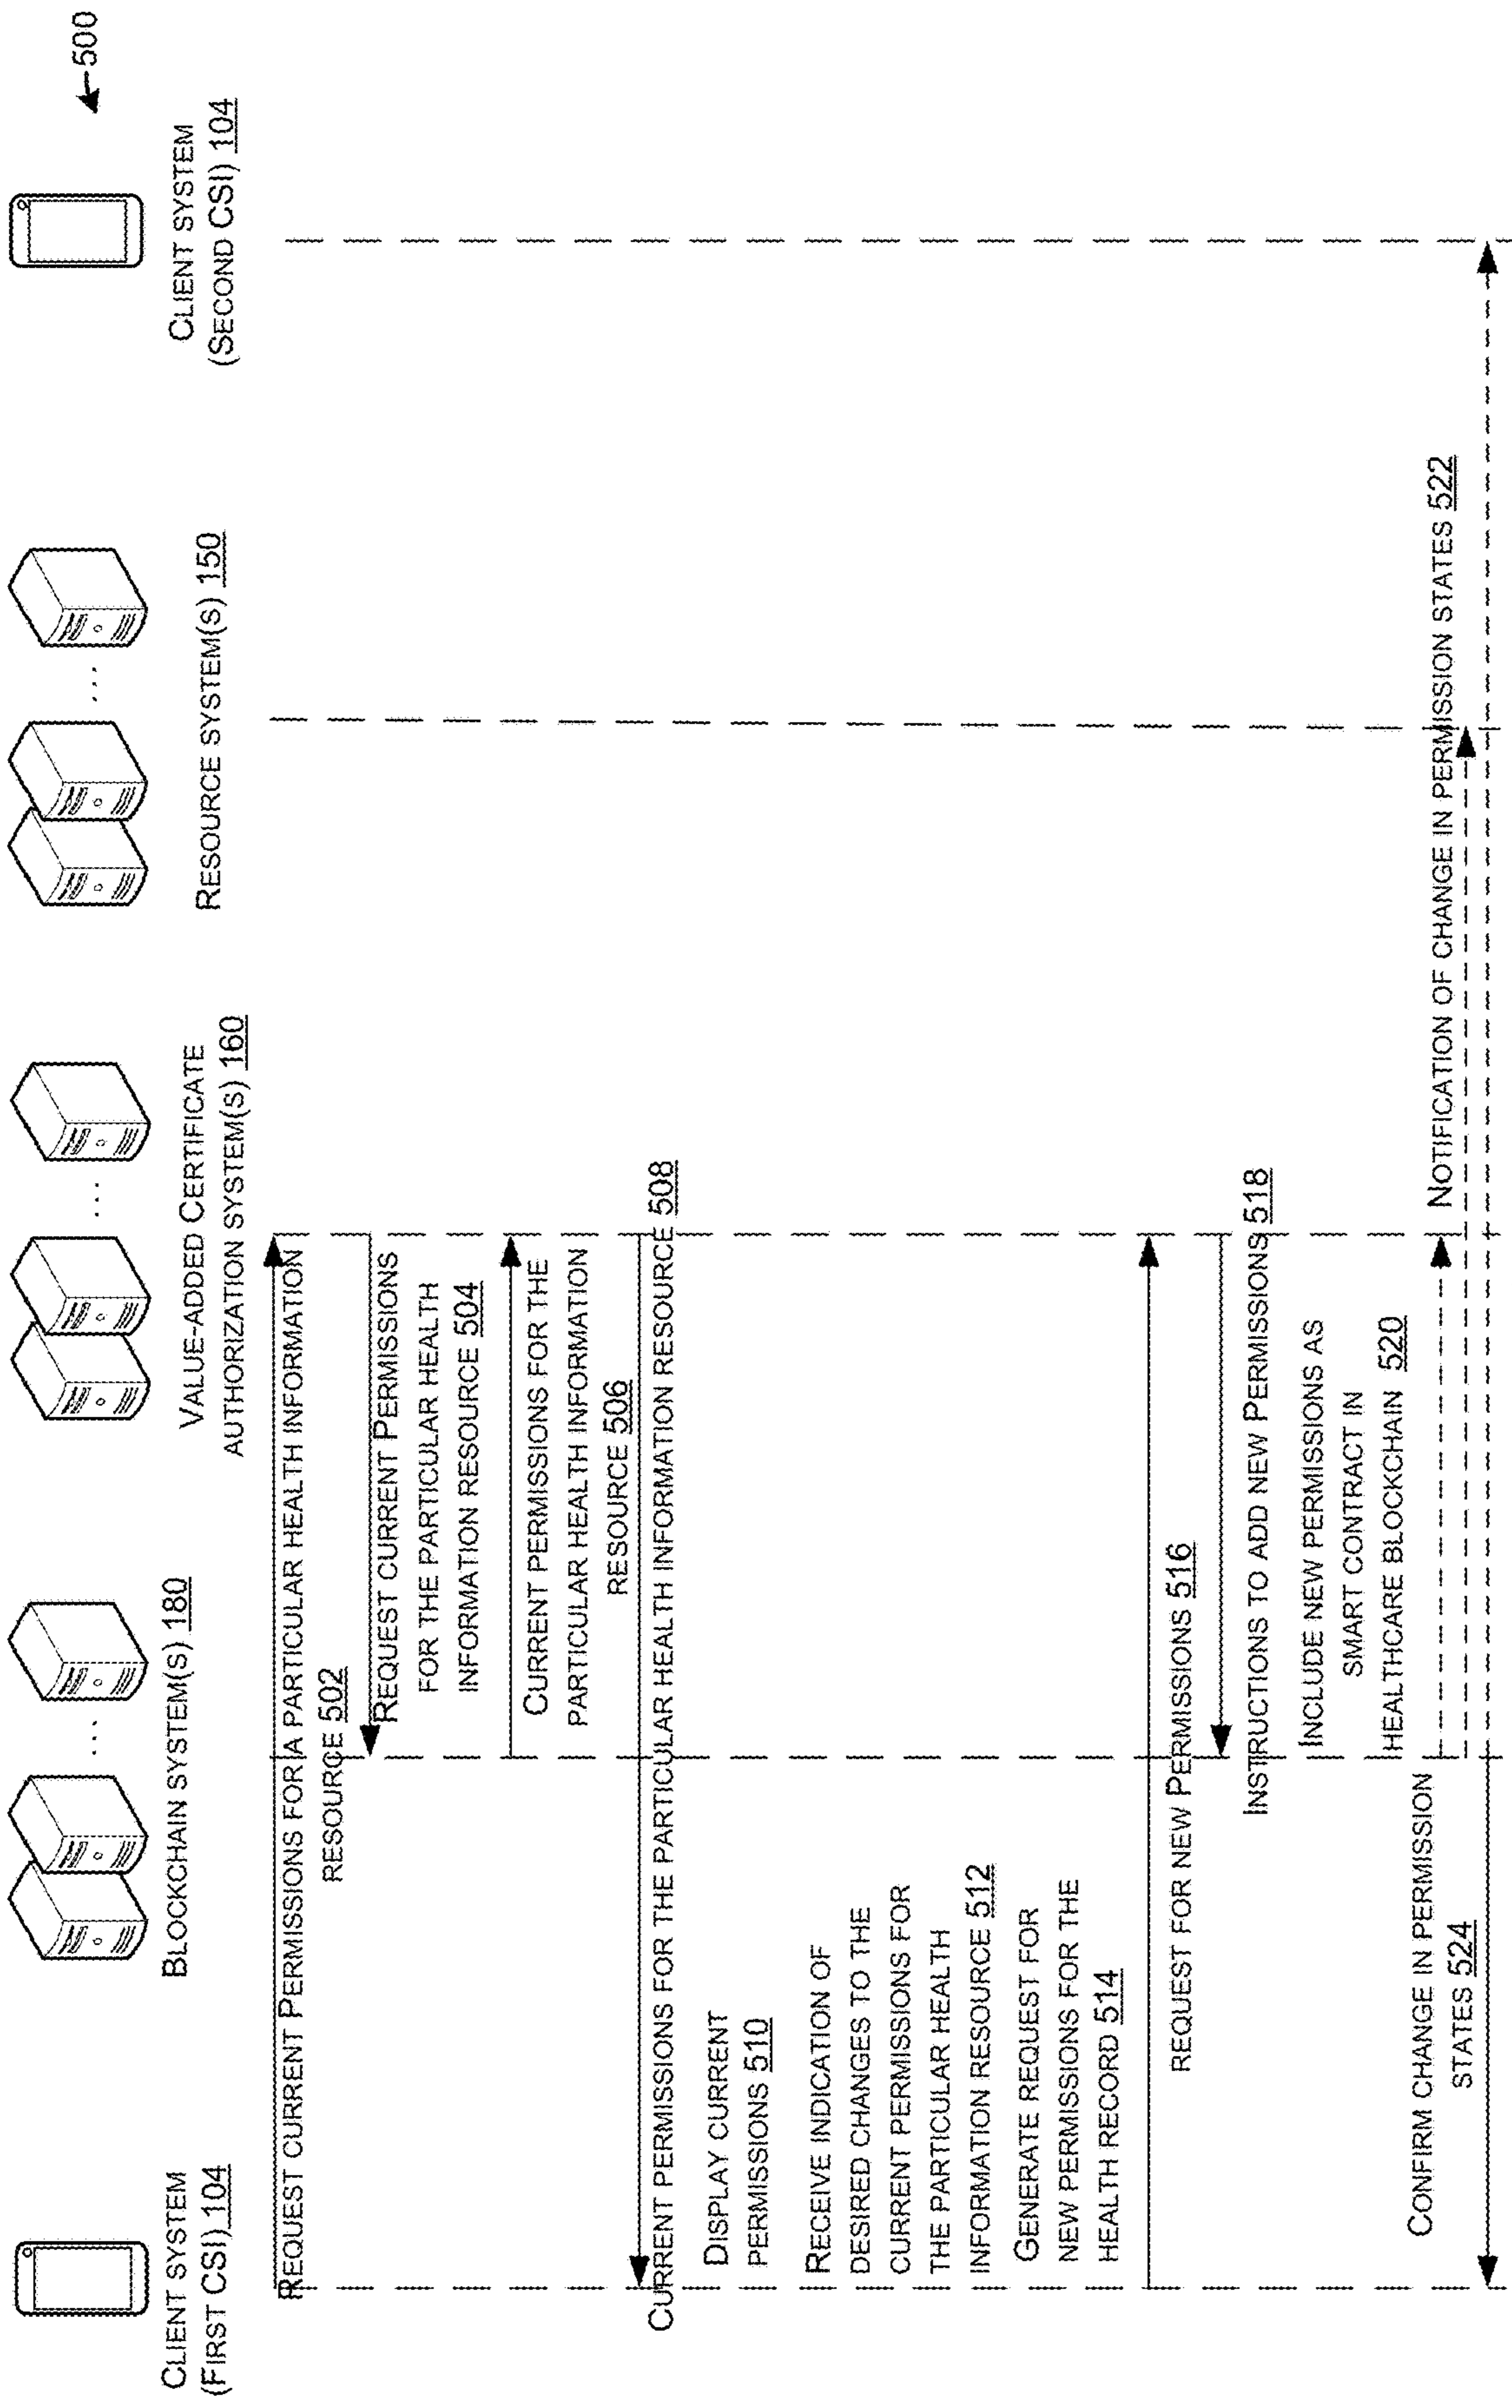 500
CLIENT SYSTEM
(FIRST CSI) 104
BLOCKCHAIN SYSTEM(S) 180
VALUE-ADDED CERTIFICATE
AUTHORIZATION SYSTEM(S) 160
RESOURCE SYSTEM(S) 150
CLIENT SYSTEM
(SECOND CSI) 104
REQUEST CURRENT PERMISSIONS FOR A PARTICULAR HEALTH INFORMATION
RESOURCE 502
REQUEST CURRENT PERMISSIONS
FOR THE PARTICULAR HEALTH
INFORMATION RESOURCE 504
CURRENT PERMISSIONS FOR THE
PARTICULAR HEALTH INFORMATION
RESOURCE 506
CURRENT PERMISSIONS FOR THE PARTICULAR HEALTH INFORMATION RESOURCE 508
DISPLAY CURRENT
PERMISSIONS 510
RECEIVE INDICATION OF
DESIRED CHANGES TO THE
CURRENT PERMISSIONS FOR
THE PARTICULAR HEALTH
INFORMATION RESOURCE 512
GENERATE REQUEST FOR
NEW PERMISSIONS FOR THE
HEALTH RECORD 514
REQUEST FOR NEW PERMISSIONS 516
INSTRUCTIONS TO ADD NEW PERMISSIONS 518
INCLUDE NEW PERMISSIONS AS
SMART CONTRACT IN
HEALTHCARE BLOCKCHAIN 520
NOTIFICATION OF CHANGE IN PERMISSION STATES 522
CONFIRM CHANGE IN PERMISSION
STATES 524